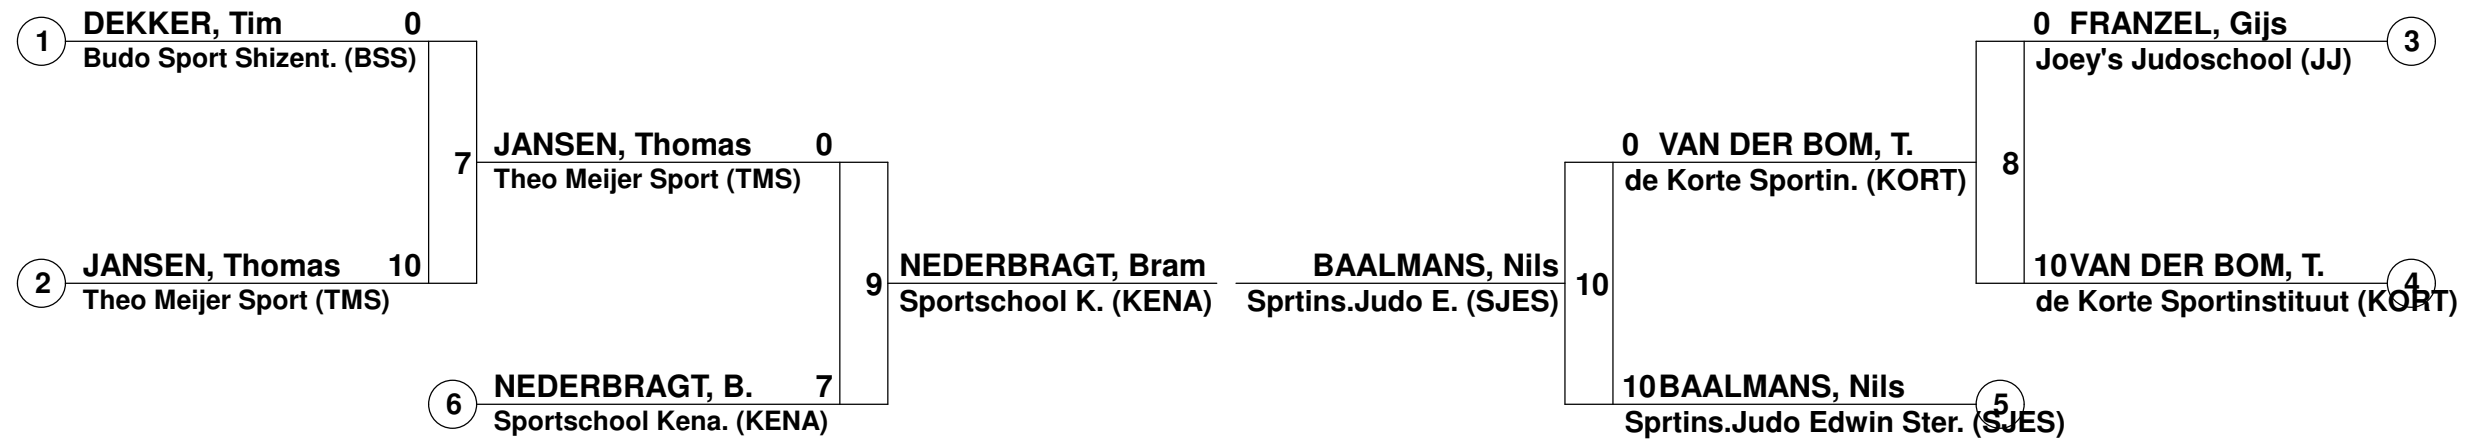 1 DEKKER, Tim 0
Budo Sport Shizent. (BSS)
7
2 JANSEN, Thomas 10
Theo Meijer Sport (TMS)
JANSEN, Thomas 0
Theo Meijer Sport (TMS)
9
6 NEDERBRAGT, B. 7
Sportschool Kena. (KENA)
NEDERBRAGT, Bram
Sportschool K. (KENA)
BAALMANS, Nils
Sprtins.Judo E. (SJES)
10
0 VAN DER BOM, T.
de Korte Sportin. (KORT)
10 BAALMANS, Nils 5
Sprtins.Judo Edwin Ster. (SJES)
8
0 FRANZEL, Gijs 3
Joey's Judoschool (JJ)
10 VAN DER BOM, T. 4
de Korte Sportinstituut (KORT)